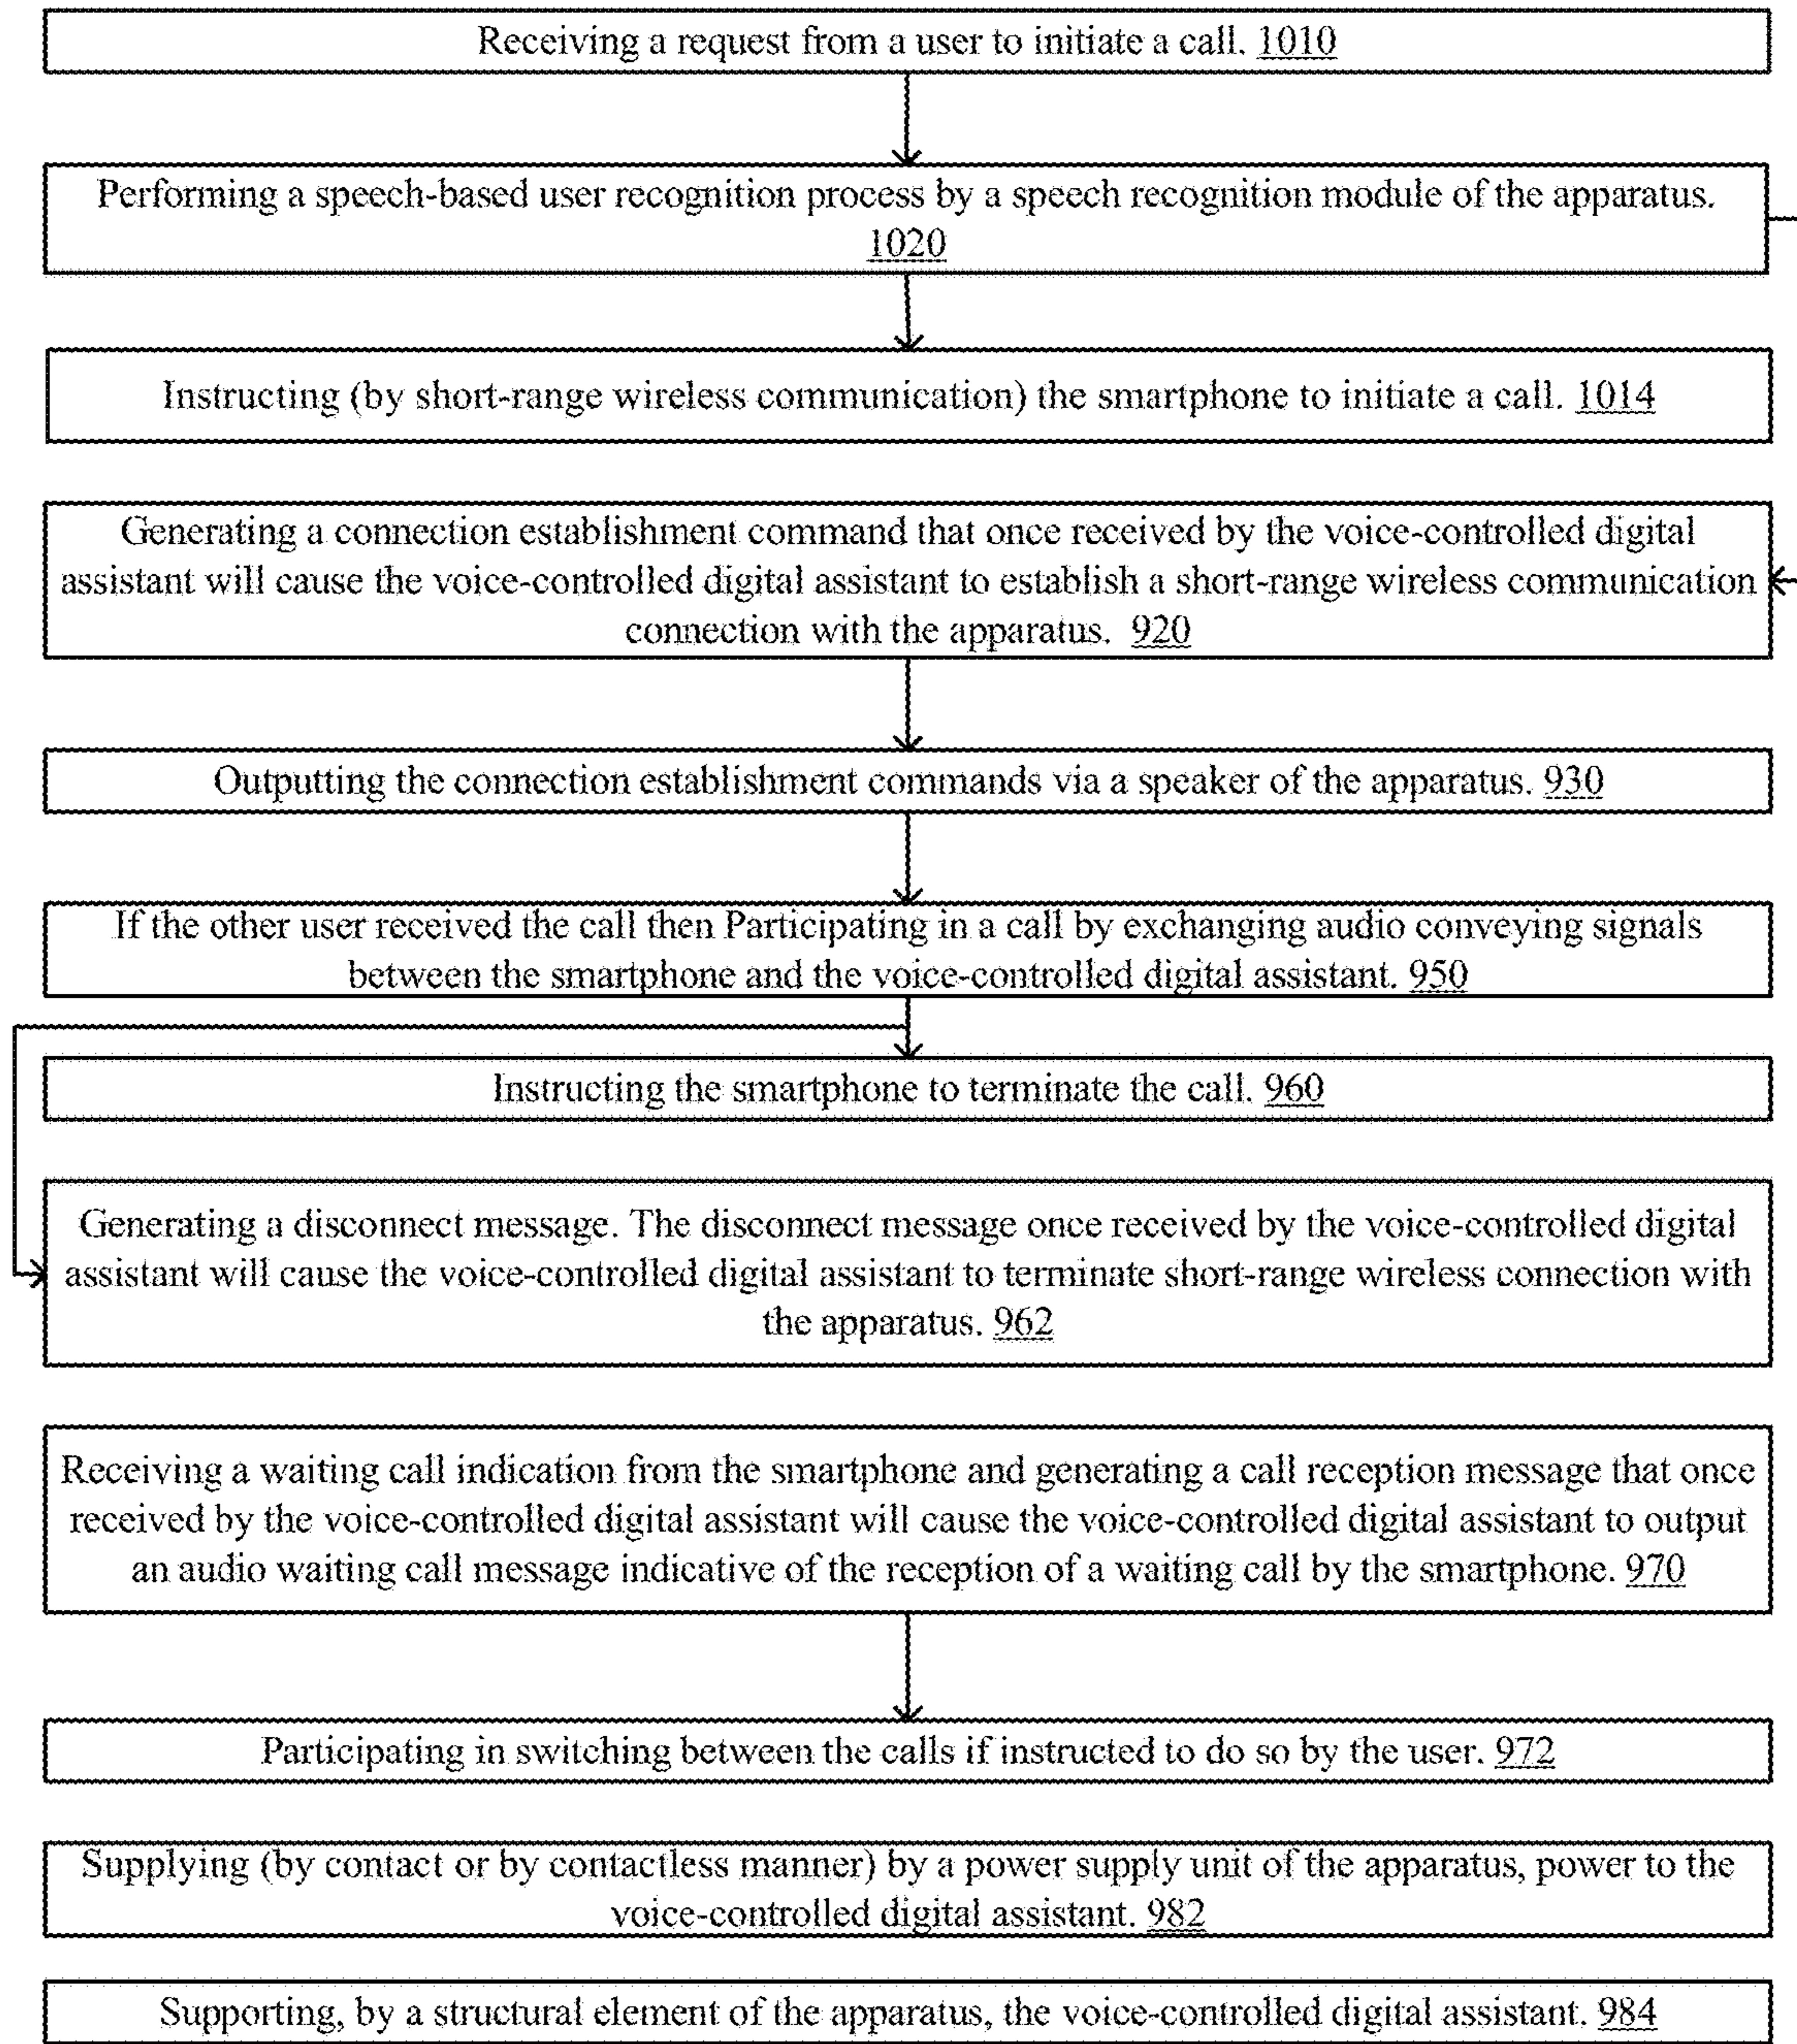 Receiving a request from a user to initiate a call. 1010
Performing a speech-based user recognition process by a speech recognition module of the apparatus.
1020
Instructing (by short-range wireless communication) the smartphone to initiate a call. 1014
Generating a connection establishment command that once received by the voice-controlled digital
assistant will cause the voice-controlled digital assistant to establish a short-range wireless communication
connection with the apparatus. 920
Outputting the connection establishment commands via a speaker of the apparatus. 930
If the other user received the call then Participating in a call by exchanging audio conveying signals
between the smartphone and the voice-controlled digital assistant. 950
Instructing the smartphone to terminate the call. 960
Generating a disconnect message. The disconnect message once received by the voice-controlled digital
assistant will cause the voice-controlled digital assistant to terminate short-range wireless connection with
the apparatus. 962
Receiving a waiting call indication from the smartphone and generating a call reception message that once
received by the voice-controlled digital assistant will cause the voice-controlled digital assistant to output
an audio waiting call message indicative of the reception of a waiting call by the smartphone. 970
Participating in switching between the calls if instructed to do so by the user. 972
Supplying (by contact or by contactless manner) by a power supply unit of the apparatus, power to the
voice-controlled digital assistant. 982
Supporting, by a structural element of the apparatus, the voice-controlled digital assistant. 984